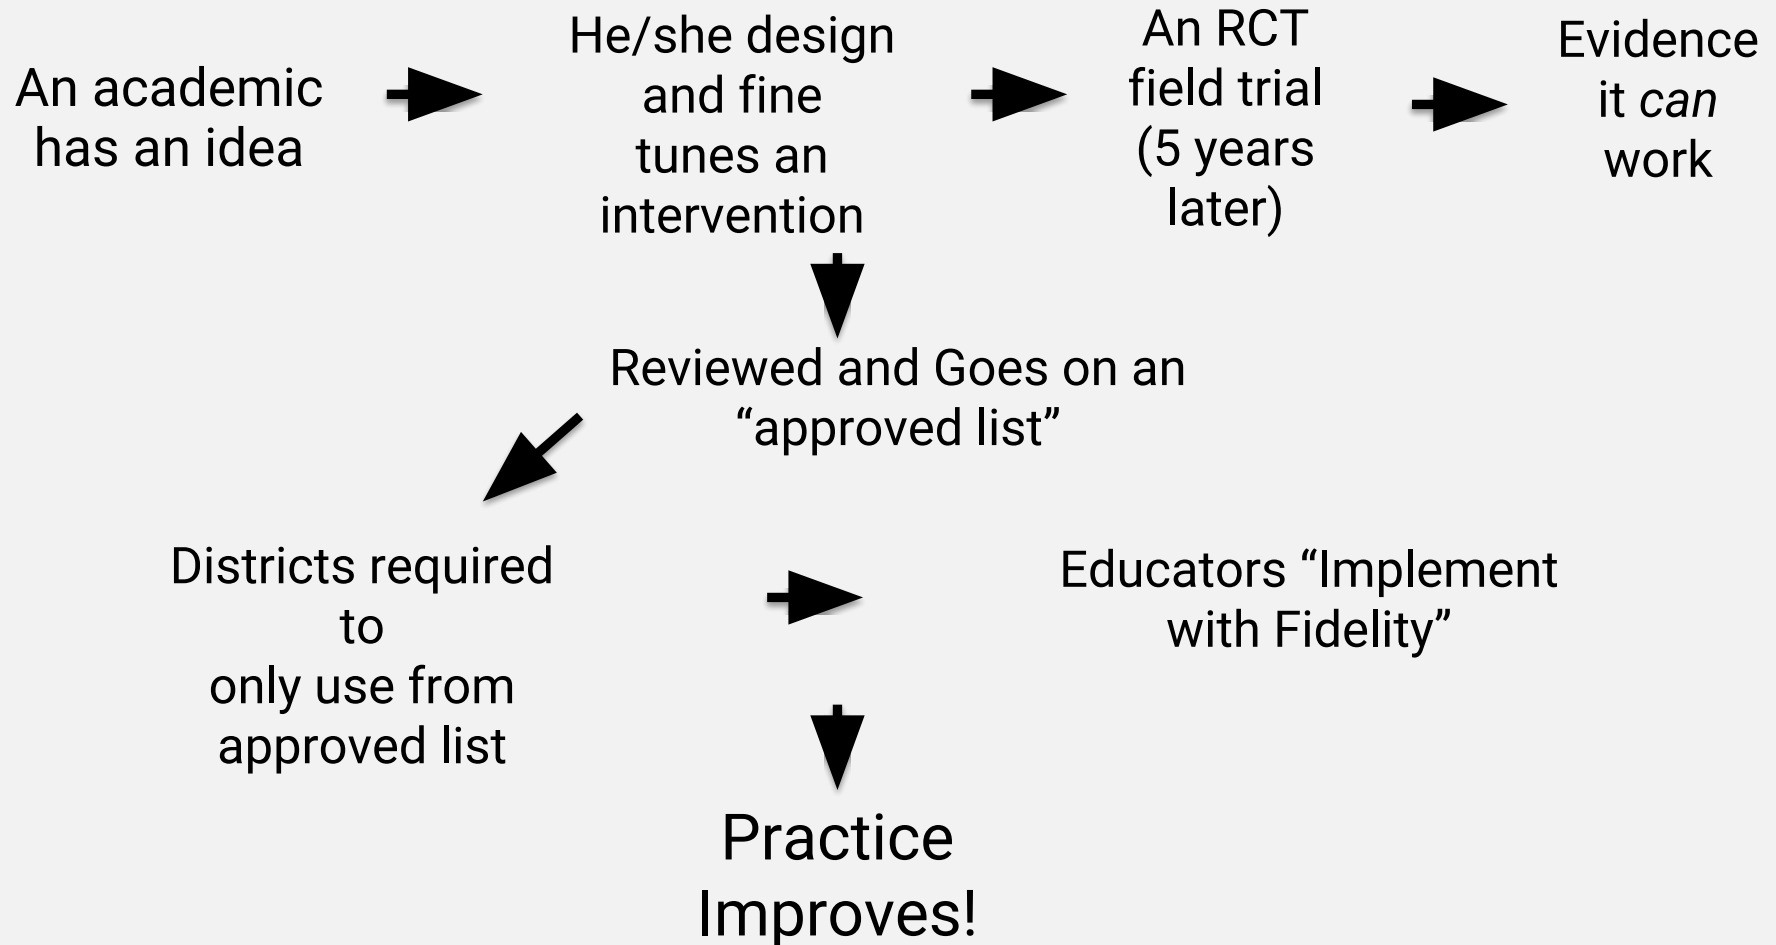 An academic
has an idea
He/she design
and fine
tunes an
intervention
An RCT
field trial
(5 years
later)
Evidence
it can
work
Reviewed and Goes on an
“approved list”
Districts required
to
only use from
approved list
Educators “Implement
with Fidelity”
Practice
Improves!